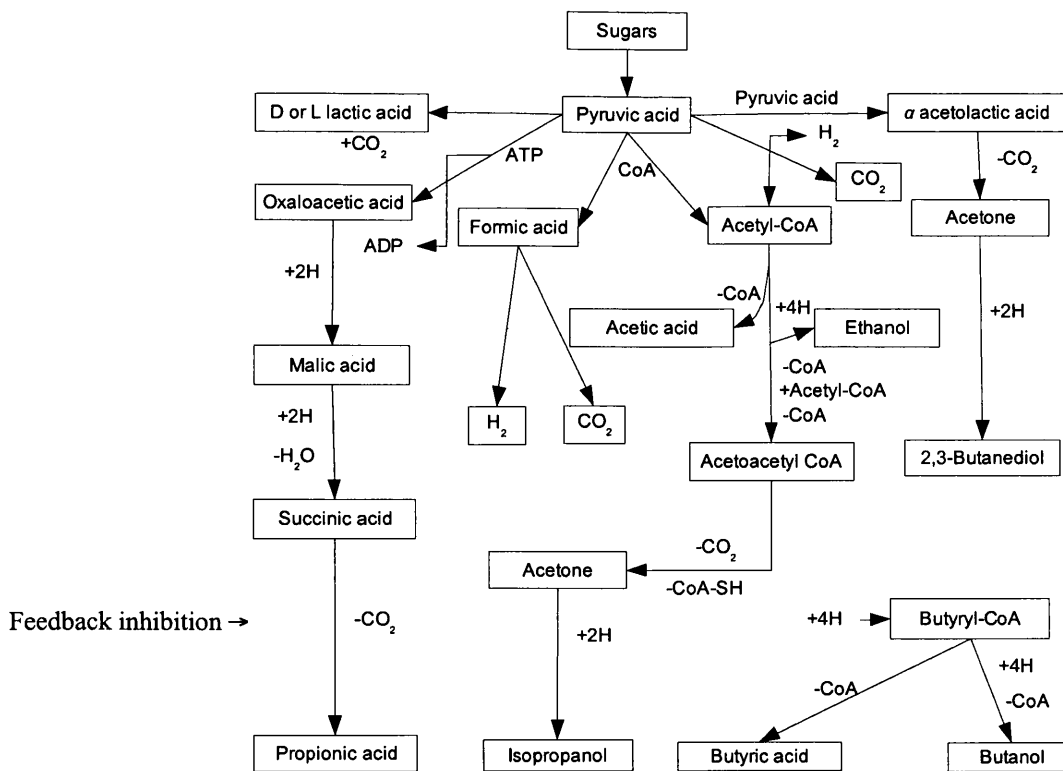 Sugars
D or L lactic acid
Pyruvic acid
Pyruvic acid
α acetolactic acid
+CO₂
ATP
CoA
H₂
-CO₂
CO₂
Oxaloacetic acid
Formic acid
Acetyl-CoA
Acetone
ADP
+2H
-CoA
+4H
+2H
Acetic acid
Ethanol
Malic acid
-CoA
+Acetyl-CoA
-CoA
+2H
-H₂O
H₂
CO₂
Acetoacetyl CoA
2,3-Butanediol
Succinic acid
-CO₂
Acetone
-CoA-SH
Feedback inhibition →
-CO₂
+2H
+4H
Butyryl-CoA
+4H
-CoA
-CoA
Propionic acid
Isopropanol
Butyric acid
Butanol